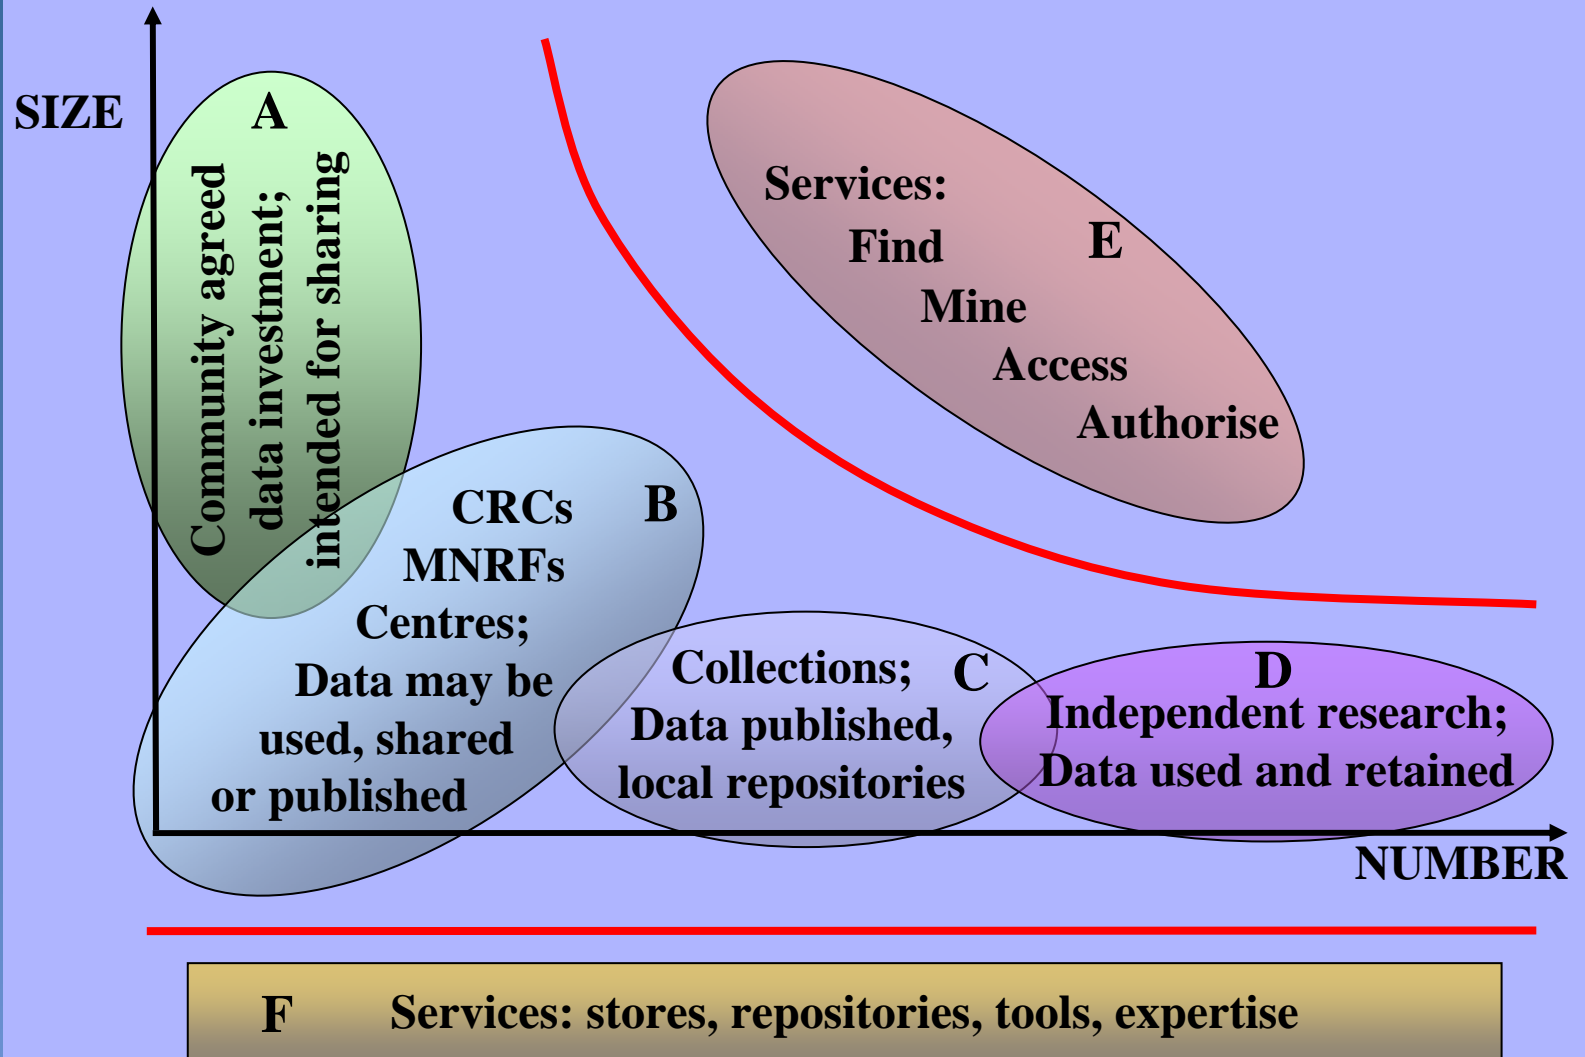 SIZE
A
Community agreed
data investment;
intended for sharing
Services:
Find
E
Mine
Access
Authorise
CRCs
B
MNRFs
Centres;
Data may be
used, shared
or published
Collections;
C
Data published,
local repositories
D
Independent research;
Data used and retained
NUMBER
F
Services: stores, repositories, tools, expertise